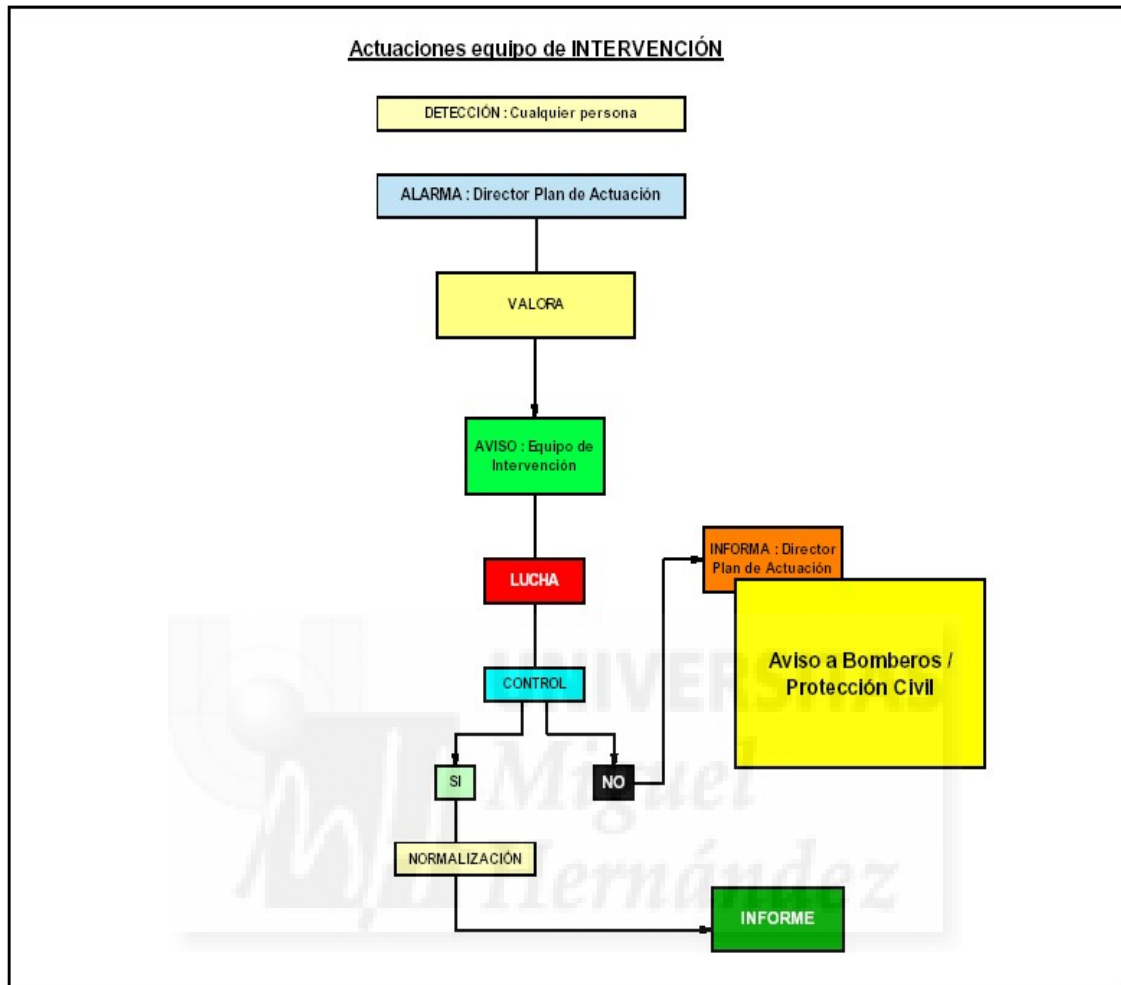 Actuaciones equipo de INTERVENCIÓN
DETECCIÓN : Cualquier persona
ALARMA : Director Plan de Actuación
VALORA
AVISO : Equipo de
Intervención
INFORMA : Director
Plan de Actuación
LUCHA
Aviso a Bomberos /
Protección Civil
CONTROL
SI
NO
NORMALIZACIÓN
INFORME
UNIVERSITAS
Miguel
Hernández